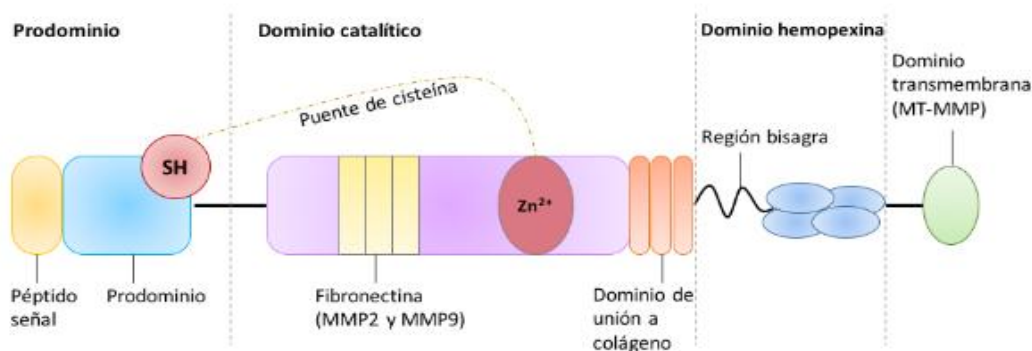 Prodominio
Dominio catalítico
Dominio hemopexina
Dominio
transmembrana
(MT-MMP)
Puente de cisteína
Región bisagra
SH
Zn²⁺
Péptido
señal
Prodominio
Fibronectina
(MMP2 y MMP9)
Dominio de
unión a
colágeno